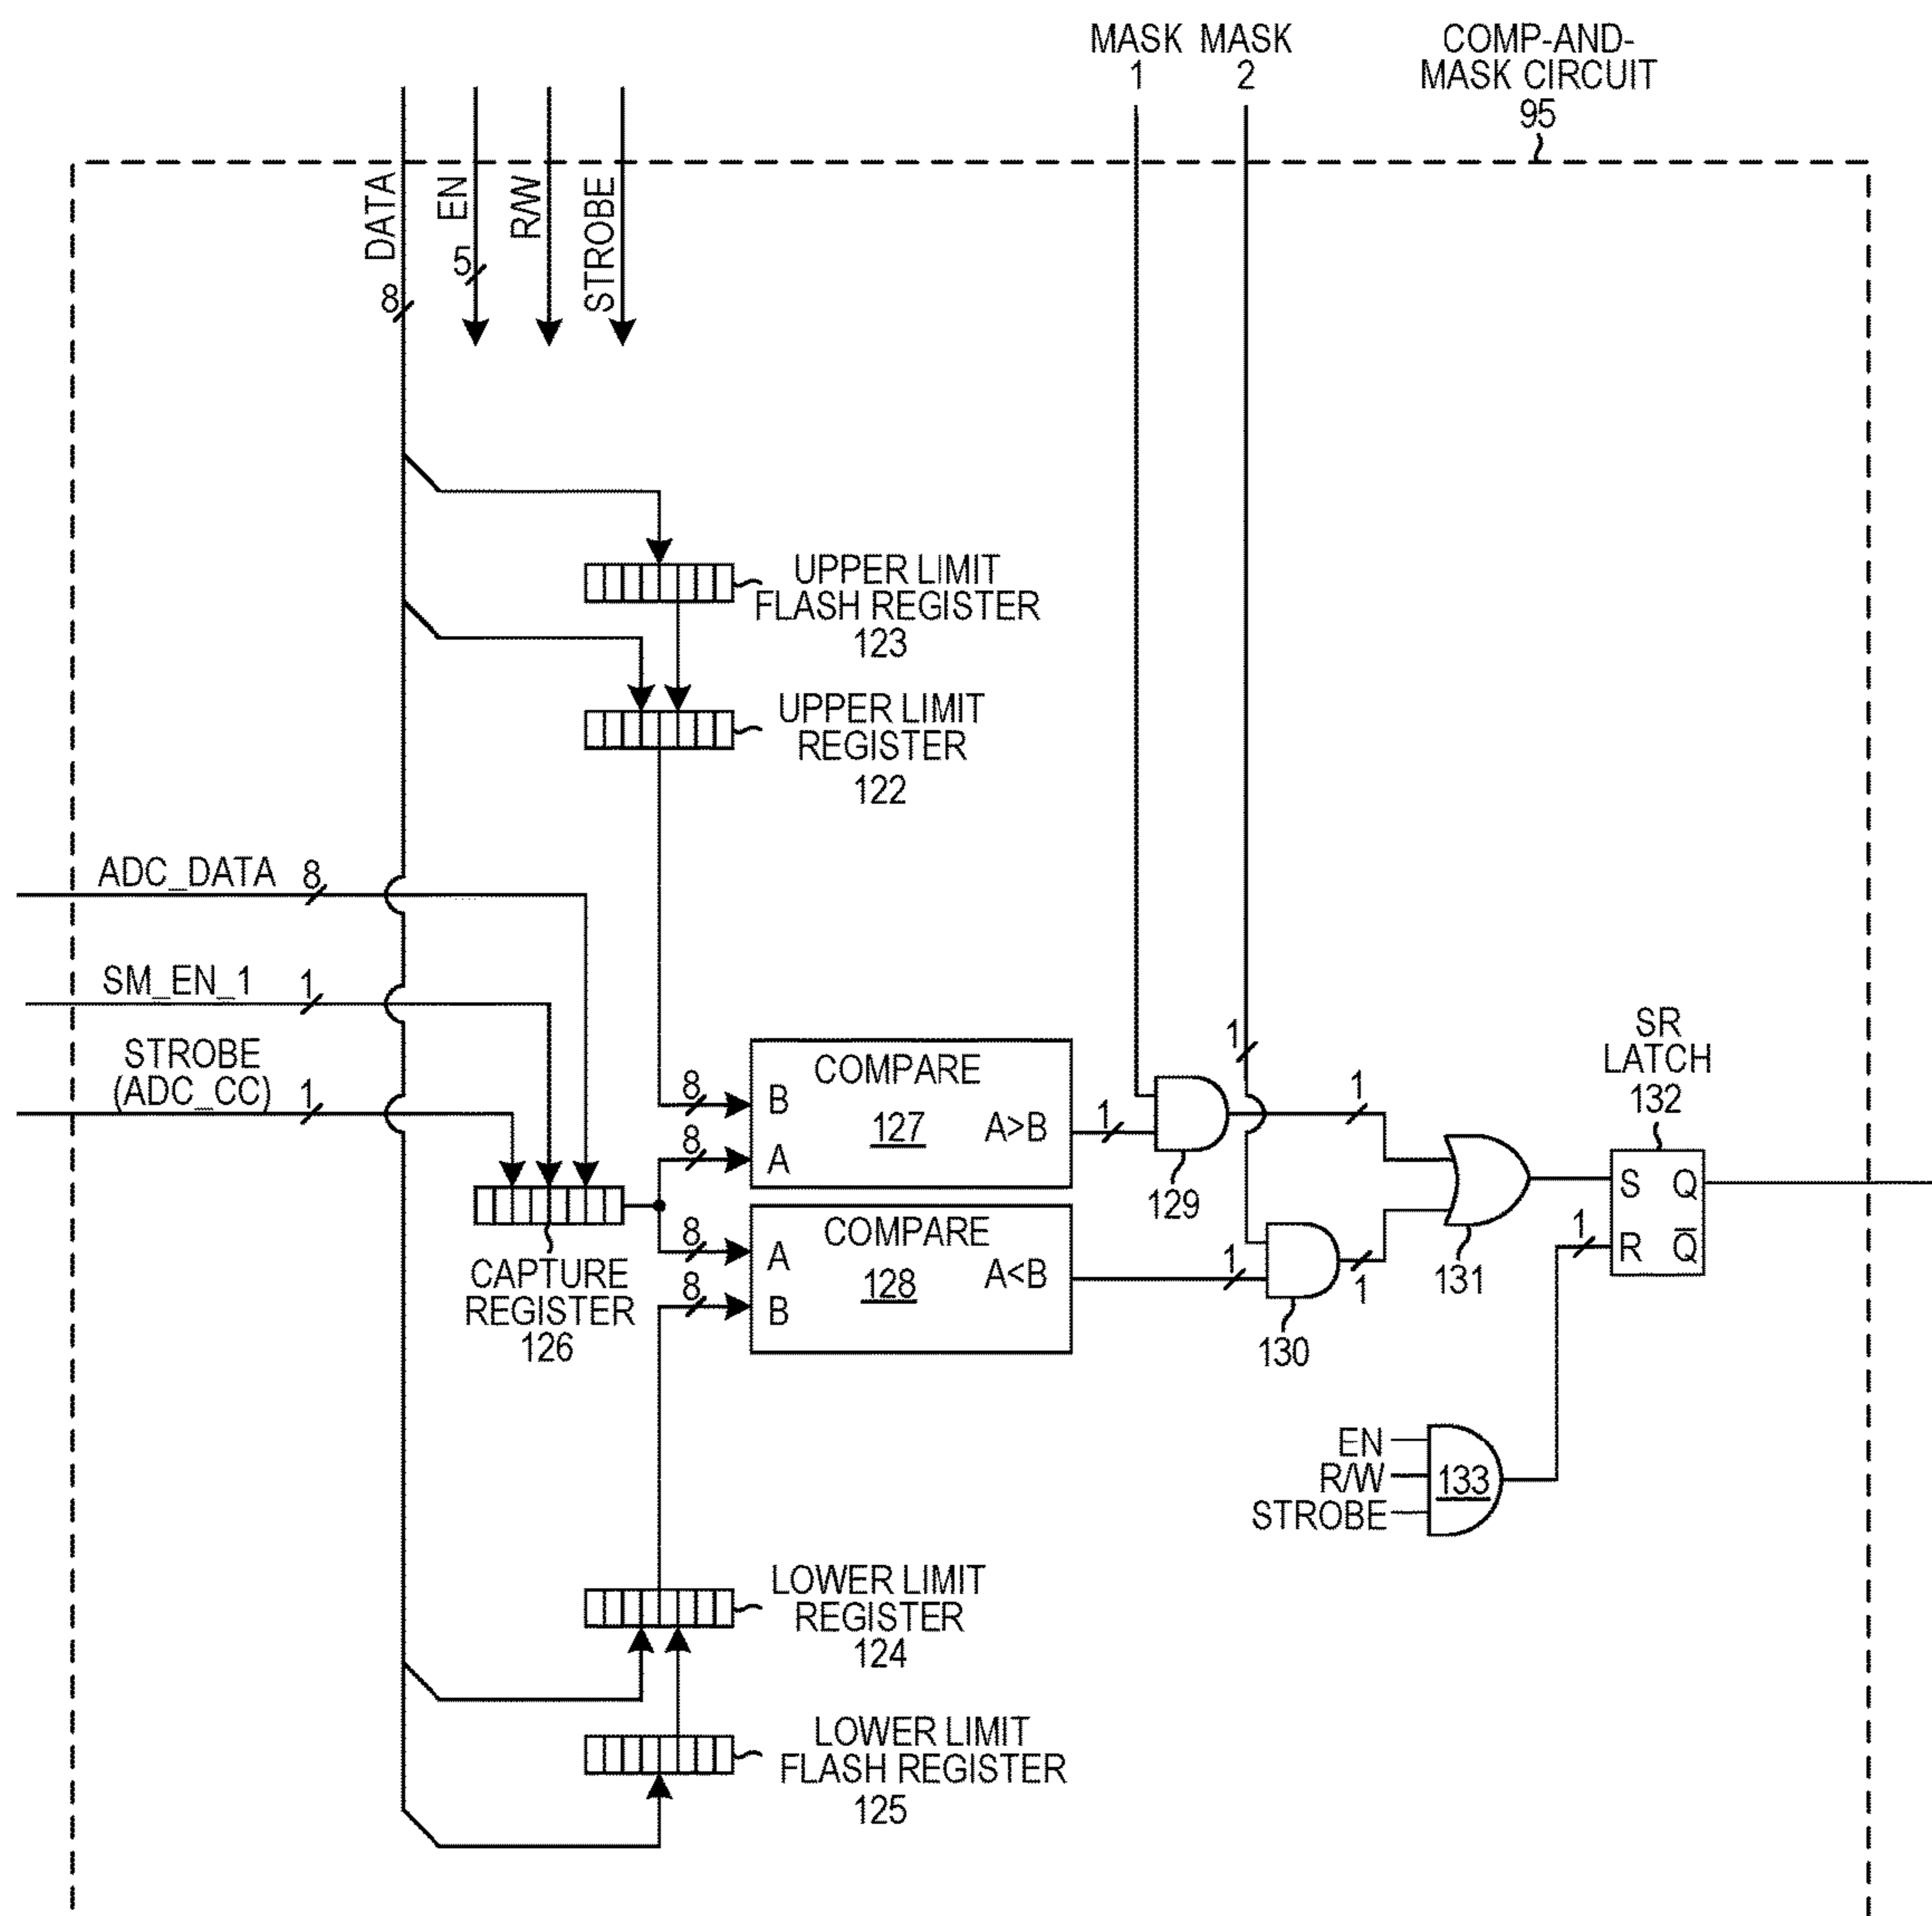 MASK MASK
1 2
COMP-AND-
MASK CIRCUIT
95
DATA
8
EN
5
R/W
STROBE
UPPER LIMIT
FLASH REGISTER
123
UPPER LIMIT
REGISTER
122
ADC_DATA 8
SM_EN_1 1
STROBE
(ADC_CC) 1
CAPTURE
REGISTER
126
8
8
COMPARE
B
127
A
A>B
8
8
COMPARE
A
128
B
A<B
1
129
1
1
1
130
1
131
SR
LATCH
132
S Q
R Q̅
1
EN
R/W
STROBE
133
LOWER LIMIT
REGISTER
124
LOWER LIMIT
FLASH REGISTER
125